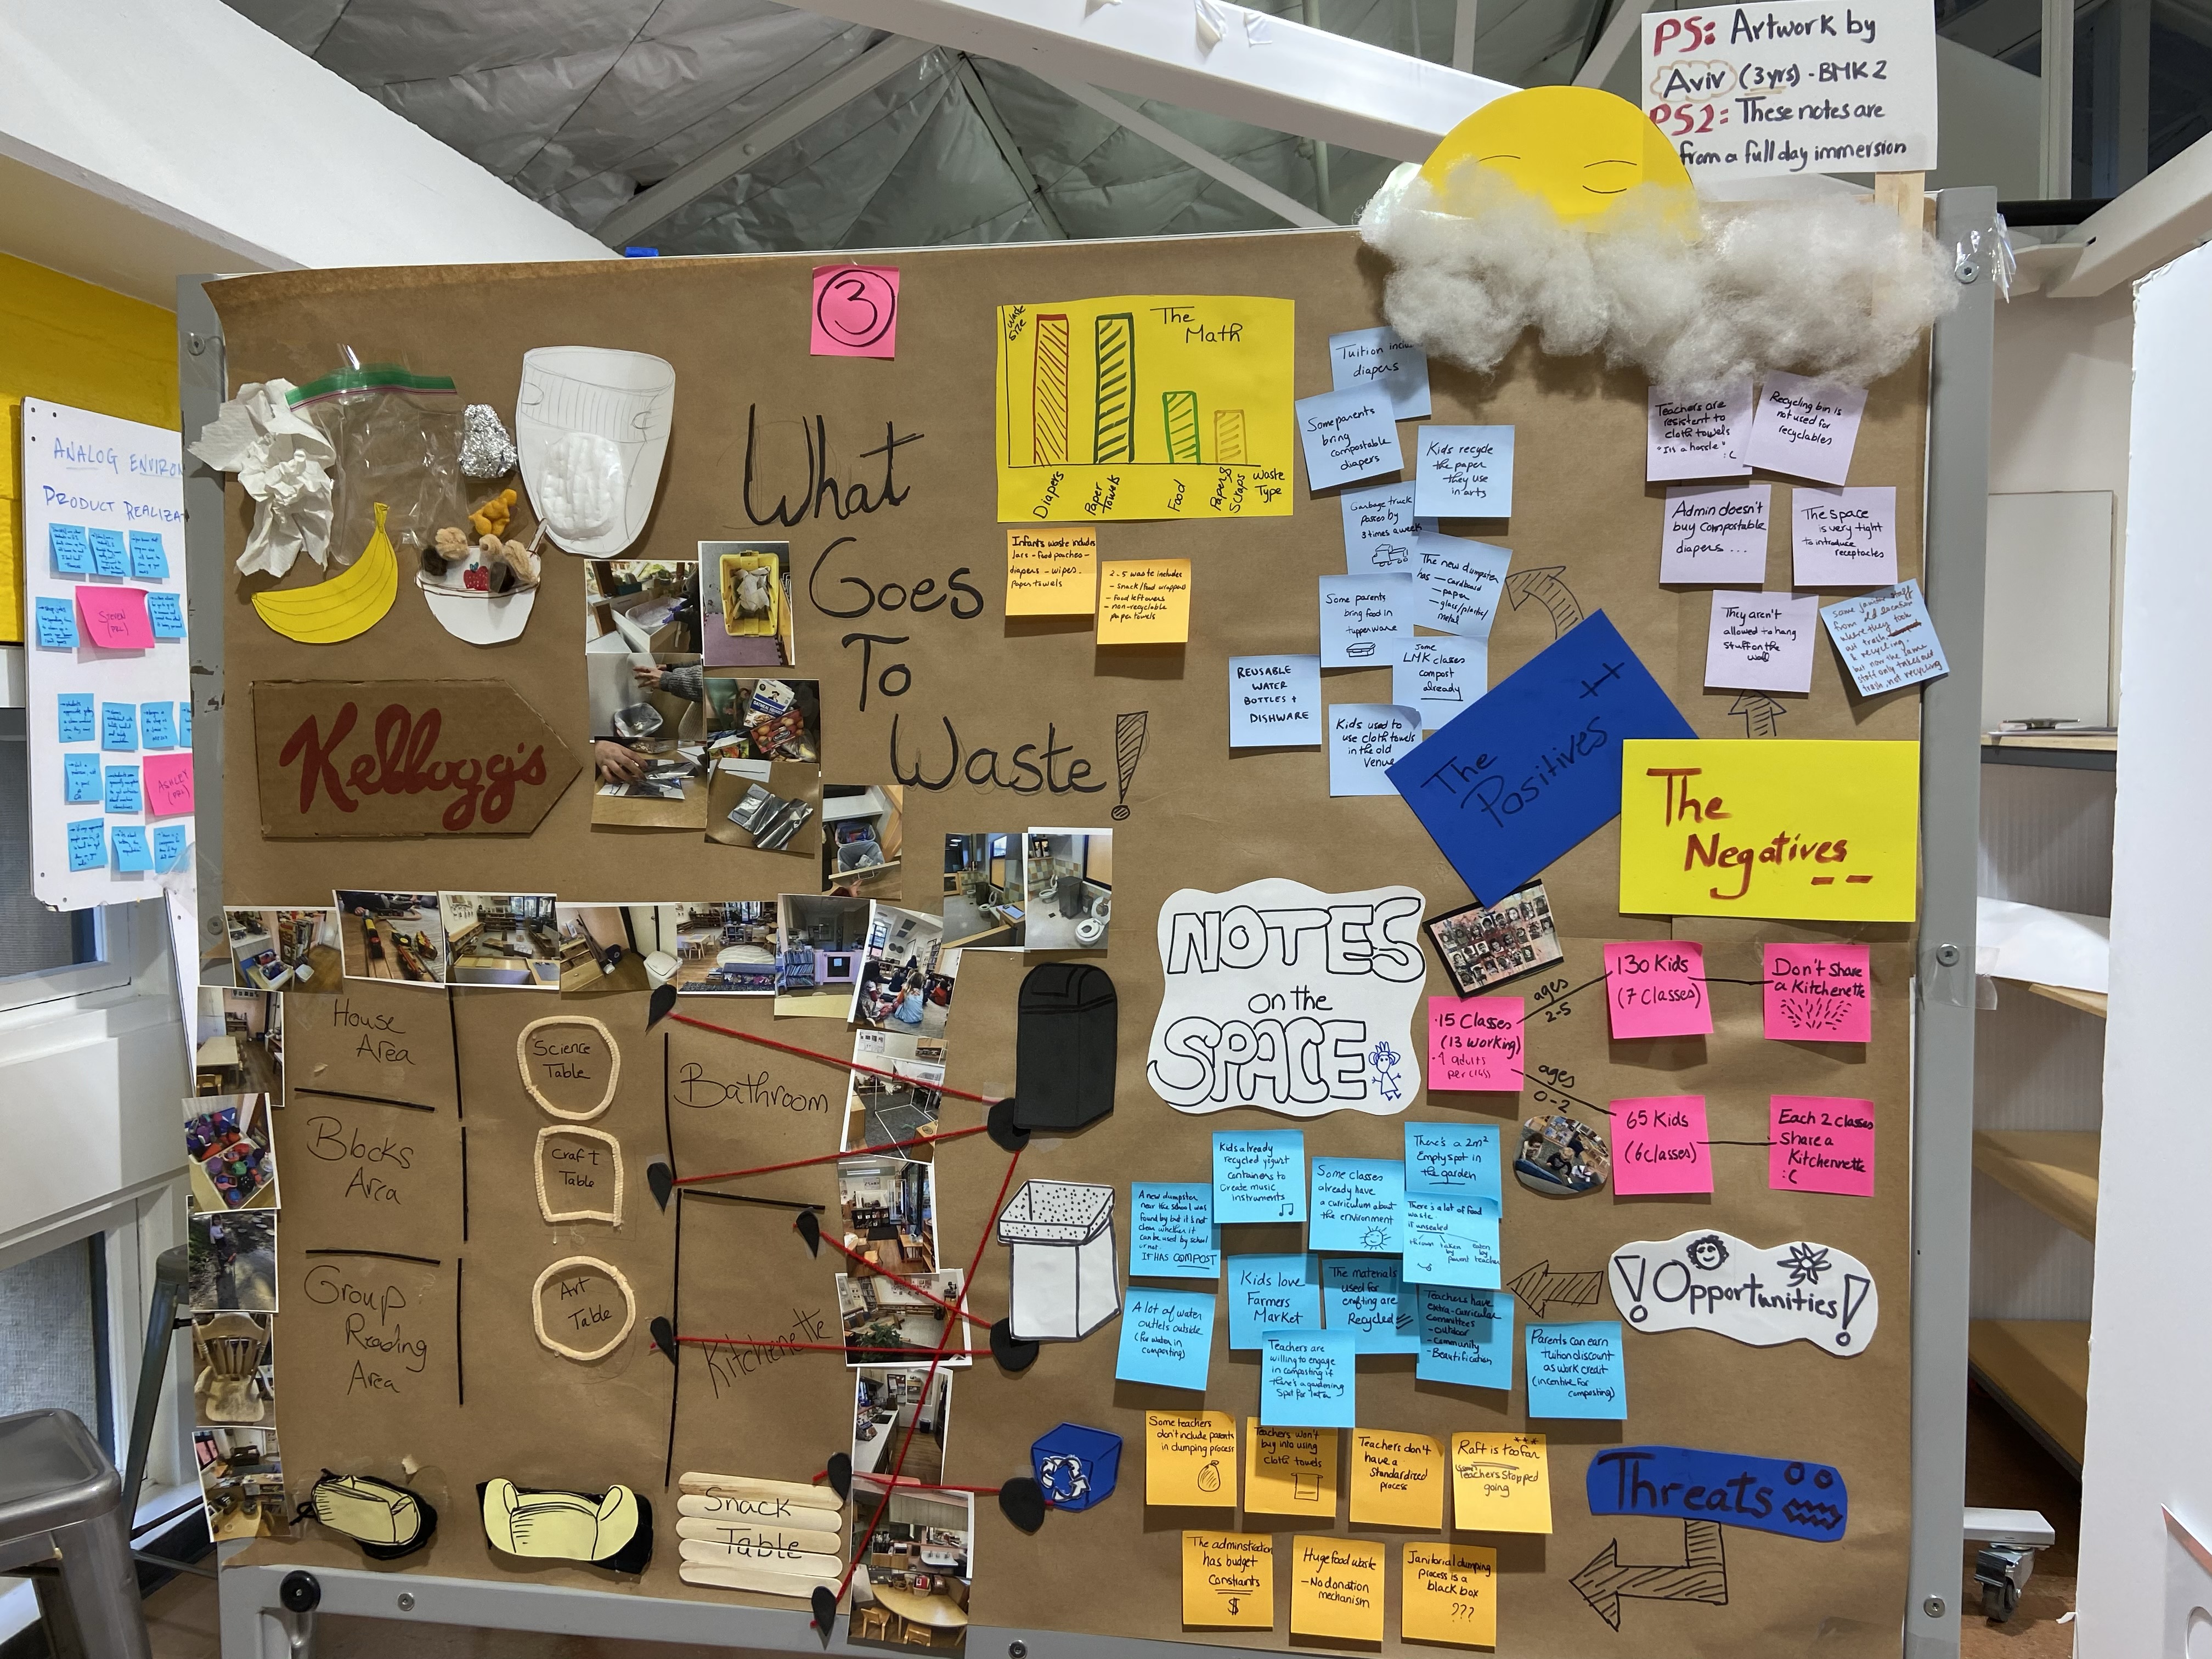 PS: Artwork by
Aviv (3yrs) - BMK 2
PS2: These notes are
from a full day immersion
3
ANALOG ENVIRON
PRODUCT REALIZA
What
Goes
To
Waste!
Kellogg's
The
Math
Waste
Size
Diapers
Paper
Towels
Food
Paper
Scraps
Waste
Type
Infants waste includes
Jars - food pouches -
diapers - wipes -
paper towels
2-5 waste includes
- snack/food wrappers
- food leftovers
- non-recyclable
paper towels
Tuition
diapers
Some parents
bring
compostable
diapers
Kids recycle
the paper
they use
in arts
Garbage truck
passes by
3 times a week
The new dumpster
has - cardboard
- paper
- glass/plastic/
metal
Some parents
bring food in
tupperware
Some
LMK classes
compost
already
REUSABLE
WATER
BOTTLES +
DISHWARE
Kids used to
use cloth towels
in the old
Venue
The
Positives
++
Teachers are
resistent to
cloth towels
"Its a hassle"
:(
Recycling bin is
not used for
recyclables
Admin doesn't
buy compostable
diapers ...
The space
is very tight
to introduce
receptacles
They aren't
allowed to hang
stuff on the
wall
Some janitor staff
from old location
where they took
out trash
& recycling
but now the same
staff only takes out
trash, not recycling
The
Negatives
--
NOTES
on the
SPACE
15 Classes
(13 working)
- 4 adults
per class
ages
2-5
130 Kids
(7 Classes)
Don't Share
a Kitchenette
ages
0-2
65 Kids
(6 classes)
Each 2 classes
share a
Kitchennette
:(
House
Area
Blocks
Area
Group
Reading
Area
Science
Table
Craft
Table
Art
Table
Bathroom
Kitchenette
Snack
Table
Kids already
recycled yogurt
containers to
Create music
instruments
Some classes
already have
a curriculum about
the environment
There's a 2m²
Empty spot in
the garden
A new dumpster
near the school was
found by but it's not
clear whether it
can be used by school
or not.
IT HAS COMPOST
There's a lot of food
waste.
if unsealed
thrown
taken by parent
eaten by teacher
Kids love
Farmers
Market
The materials
used for
crafting are
Recycled
Teachers have
extra-curricular
committees
- outdoor
- Community
- Beautification
A lot of water
outlets outside
(for water in
composting)
Teachers are
willing to engage
in composting if
there's a gardening
Spot for later
Parents can earn
tuition discount
as work credit
(incentive for
composting)
! Opportunities !
Some teachers
don't include parents
in dumping process
Teachers won't
buy into using
cloth towels
Teachers don't
have a
standardized
process
Raft is too far
Teachers stopped
going
The adminstration
has budget
Constraints
$
Huge food waste
- No donation
mechanism
Janitorial dumping
process is a
black box
???
Threats